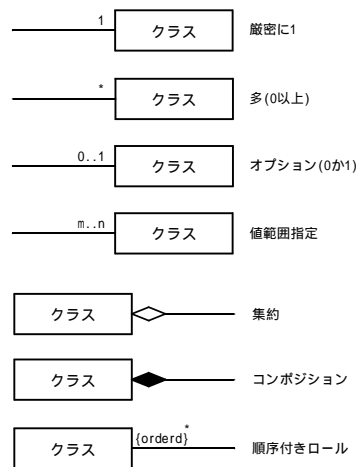 1 クラス 厳密に1
* クラス 多(0以上)
0..1 クラス オプション(0か1)
m..n クラス 値範囲指定
クラス 集約
クラス コンポジション
クラス {orderd} * 順序付きロール